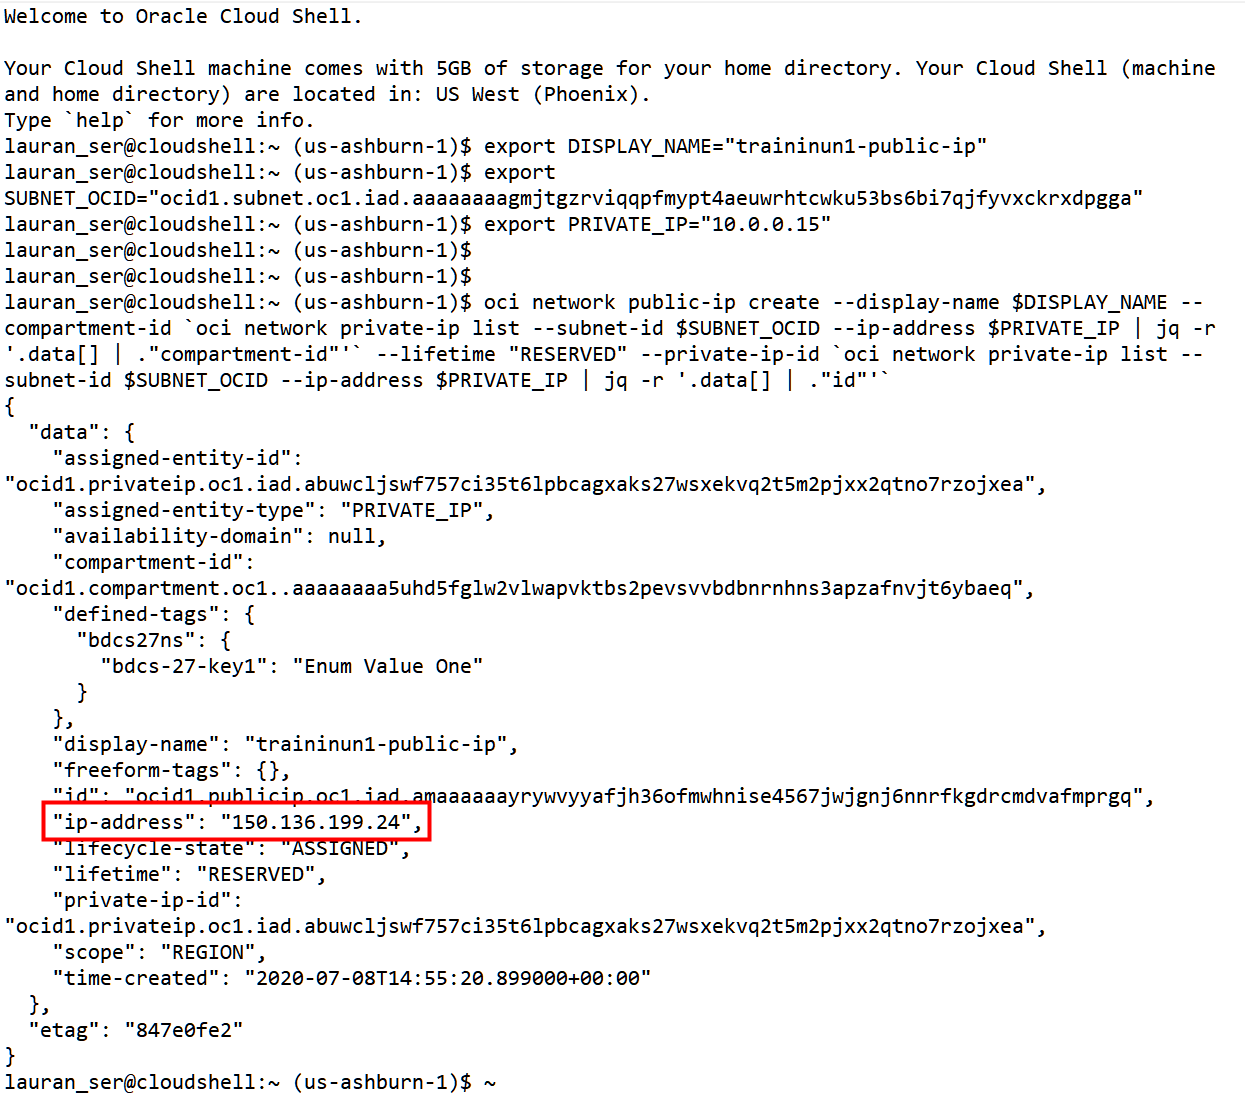 Welcome to Oracle Cloud Shell.
Your Cloud Shell machine comes with 5GB of storage for your home directory. Your Cloud Shell (machine
and home directory) are located in: US West (Phoenix).
Type `help` for more info.
lauran_ser@cloudshell:~ (us-ashburn-1)$ export DISPLAY_NAME="traininun1-public-ip"
lauran_ser@cloudshell:~ (us-ashburn-1)$ export
SUBNET_OCID="ocid1.subnet.oc1.iad.aaaaaaaagmjtgzrviqqpfmypt4aeuwrhtcwku53bs6bi7qjfyvxckrxdpgga"
lauran_ser@cloudshell:~ (us-ashburn-1)$ export PRIVATE_IP="10.0.0.15"
lauran_ser@cloudshell:~ (us-ashburn-1)$
lauran_ser@cloudshell:~ (us-ashburn-1)$
lauran_ser@cloudshell:~ (us-ashburn-1)$ oci network public-ip create --display-name $DISPLAY_NAME --
compartment-id `oci network private-ip list --subnet-id $SUBNET_OCID --ip-address $PRIVATE_IP | jq -r
'.data[] | ."compartment-id"'` --lifetime "RESERVED" --private-ip-id `oci network private-ip list --
subnet-id $SUBNET_OCID --ip-address $PRIVATE_IP | jq -r '.data[] | ."id"'`
{
  "data": {
    "assigned-entity-id":
"ocid1.privateip.oc1.iad.abuwcljswf757ci35t6lpbcagxaks27wsxekvq2t5m2pjxx2qtno7rzojxea",
    "assigned-entity-type": "PRIVATE_IP",
    "availability-domain": null,
    "compartment-id":
"ocid1.compartment.oc1..aaaaaaaa5uhd5fglw2vlwapvktbs2pevsvvbdbnrnhns3apzafnvjt6ybaeq",
    "defined-tags": {
      "bdcs27ns": {
        "bdcs-27-key1": "Enum Value One"
      }
    },
    "display-name": "traininun1-public-ip",
    "freeform-tags": {},
    "id": "ocid1.publicip.oc1.iad.amaaaaaayrywvyyafjh36ofmwhnise4567jwjgnj6nnrfkgdrcmdvafmprgq",
    "ip-address": "150.136.199.24",
    "lifecycle-state": "ASSIGNED",
    "lifetime": "RESERVED",
    "private-ip-id":
"ocid1.privateip.oc1.iad.abuwcljswf757ci35t6lpbcagxaks27wsxekvq2t5m2pjxx2qtno7rzojxea",
    "scope": "REGION",
    "time-created": "2020-07-08T14:55:20.899000+00:00"
  },
  "etag": "847e0fe2"
}
lauran_ser@cloudshell:~ (us-ashburn-1)$ ~